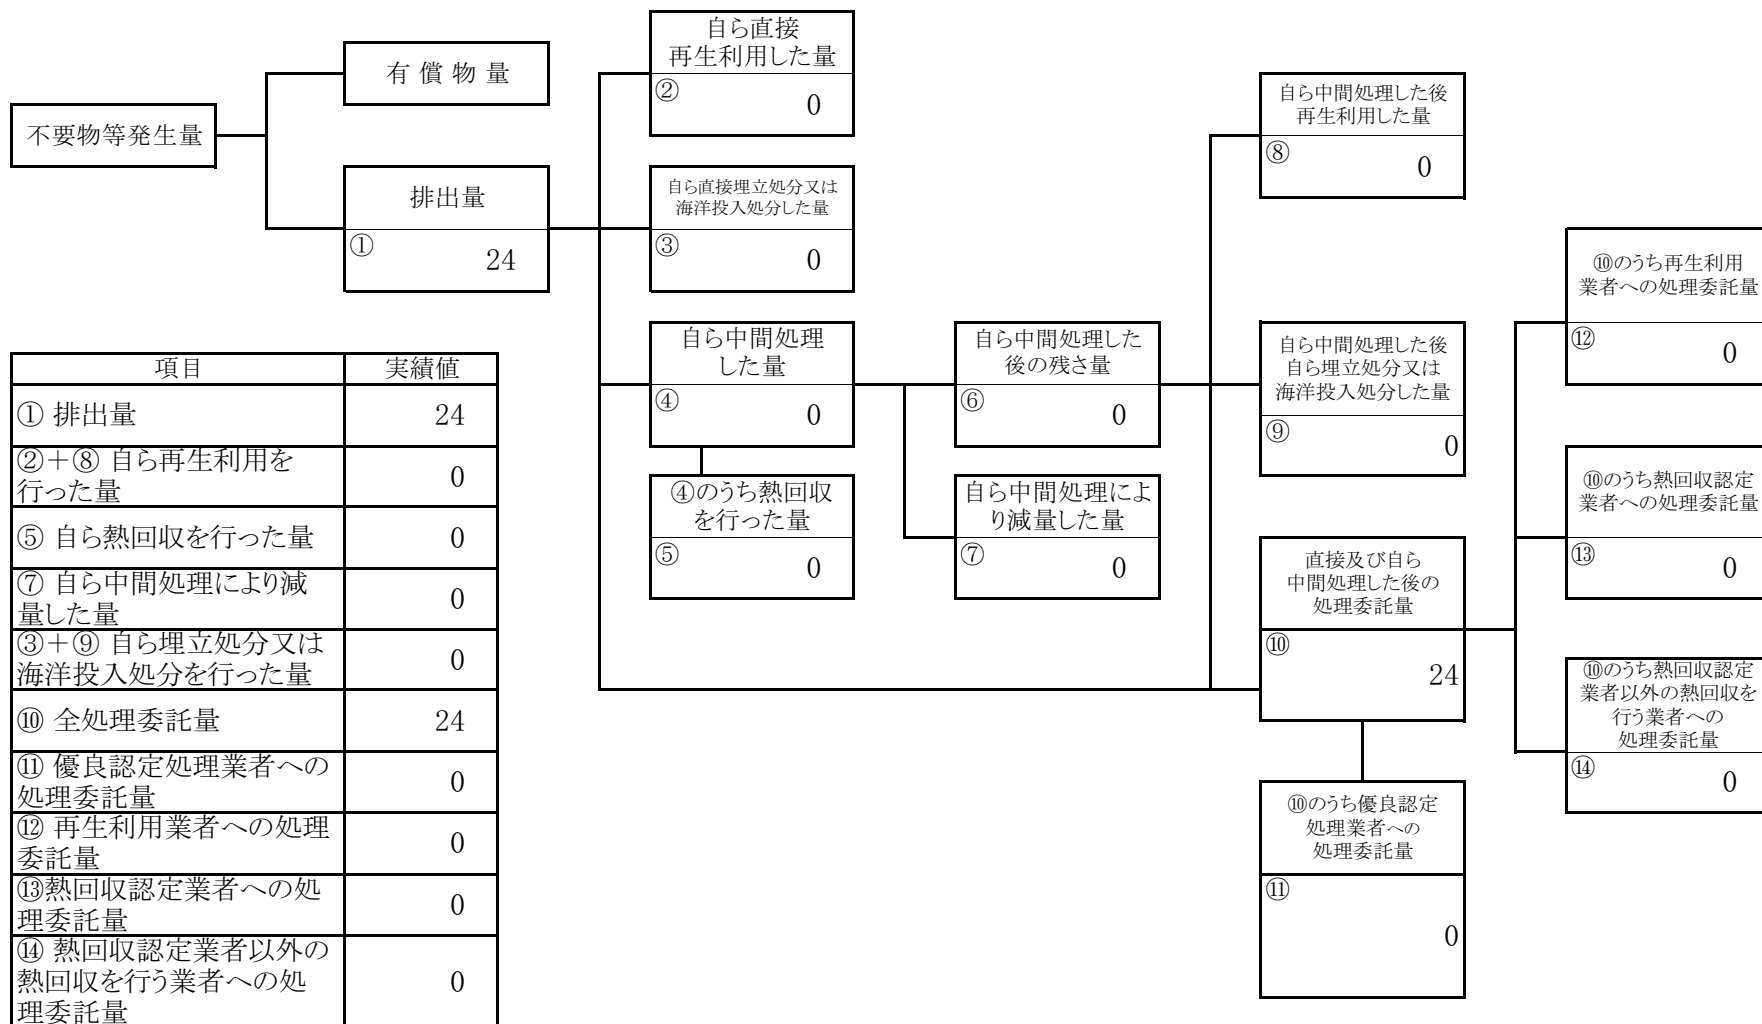 不要物等発生量
有償物量
排出量
①
24
自ら直接
再生利用した量
②
0
自ら直接埋立処分又は
海洋投入処分した量
③
0
自ら中間処理
した量
④
0
④のうち熱回収
を行った量
⑤
0
自ら中間処理した
後の残さ量
⑥
0
自ら中間処理によ
り減量した量
⑦
0
自ら中間処理した後
再生利用した量
⑧
0
自ら中間処理した後
自ら埋立処分又は
海洋投入処分した量
⑨
0
直接及び自ら
中間処理した後の
処理委託量
⑩
24
⑩のうち優良認定
処理業者への
処理委託量
⑪
0
⑩のうち再生利用
業者への処理委託量
⑫
0
⑩のうち熱回収認定
業者への処理委託量
⑬
0
⑩のうち熱回収認定
業者以外の熱回収を
行う業者への
処理委託量
⑭
0
項目 実績値
① 排出量 24
②＋⑧ 自ら再生利用を
行った量 0
⑤ 自ら熱回収を行った量 0
⑦ 自ら中間処理により減
量した量 0
③＋⑨ 自ら埋立処分又は
海洋投入処分を行った量 0
⑩ 全処理委託量 24
⑪ 優良認定処理業者への
処理委託量 0
⑫ 再生利用業者への処理
委託量 0
⑬熱回収認定業者への処
理委託量 0
⑭ 熱回収認定業者以外の
熱回収を行う業者への処
理委託量 0